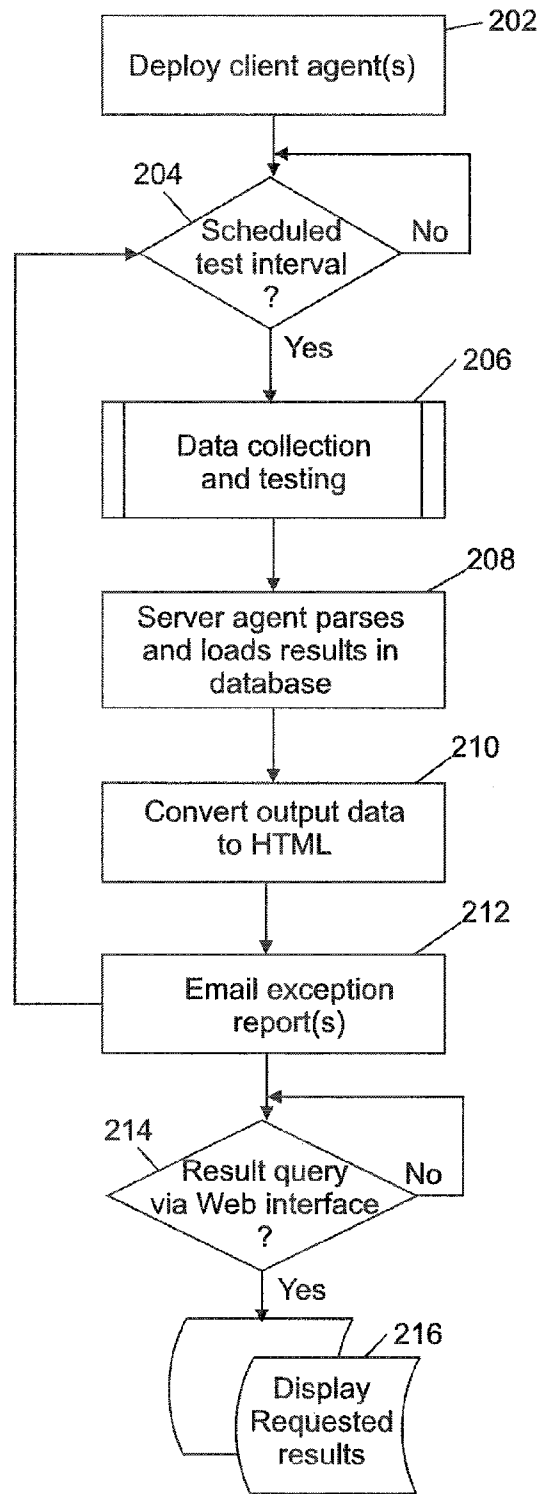 202
Deploy client agent(s)
204
Scheduled
test interval
?
No
Yes
206
Data collection
and testing
208
Server agent parses
and loads results in
database
210
Convert output data
to HTML
212
Email exception
report(s)
214
Result query
via Web interface
?
No
Yes
216
Display
Requested
results